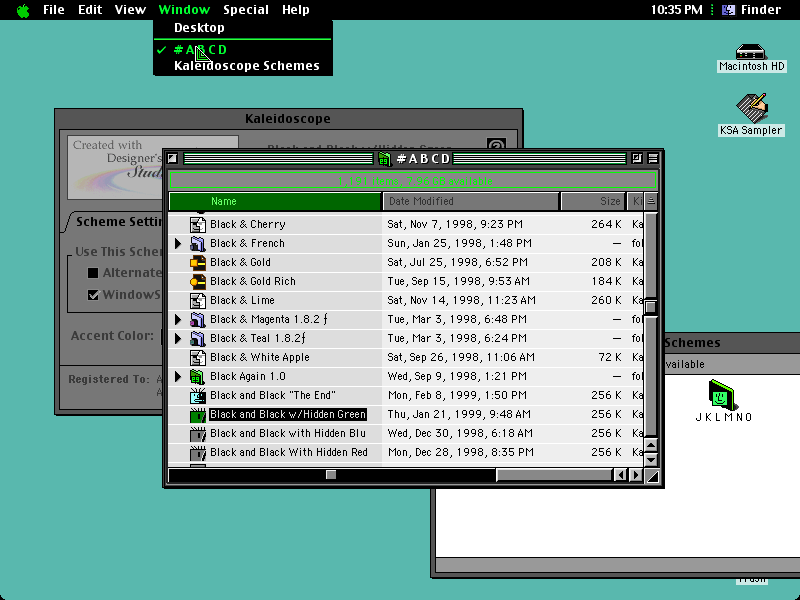 File Edit View Window Special Help 10:35 PM Finder
Desktop
✓ #ABCD
Kaleidoscope Schemes
Macintosh HD
KSA Sampler
Kaleidoscope
Created with
Designer's
Studi
Scheme Settin
Use This Schem
Alternate
WindowS
Accent Color:
Registered To: A
A
#ABCD
available
Name Date Modified Size Ki
Black & Cherry Sat, Nov 7, 1998, 9:23 PM 264 K Ka
Black & French Sun, Jan 25, 1998, 1:48 PM — fol
Black & Gold Sat, Jul 25, 1998, 6:52 PM 208 K Ka
Black & Gold Rich Tue, Sep 15, 1998, 9:53 AM 184 K Ka
Black & Lime Sat, Nov 14, 1998, 11:23 AM 260 K Ka
Black & Magenta 1.8.2 ƒ Tue, Mar 3, 1998, 6:48 PM — fol
Black & Teal 1.8.2ƒ Tue, Mar 3, 1998, 6:24 PM — fol
Black & White Apple Sat, Sep 26, 1998, 11:06 AM 72 K Ka
Black Again 1.0 Wed, Sep 9, 1998, 1:21 PM — fol
Black and Black "The End" Mon, Feb 8, 1999, 1:50 PM 256 K Ka
Black and Black w/Hidden Green Thu, Jan 21, 1999, 9:48 AM 256 K Ka
Black and Black with Hidden Blu Wed, Dec 30, 1998, 6:18 AM 256 K Ka
Black and Black With Hidden Red Mon, Dec 28, 1998, 8:35 PM 256 K Ka
Schemes
vailable
JKLMNO
Trash